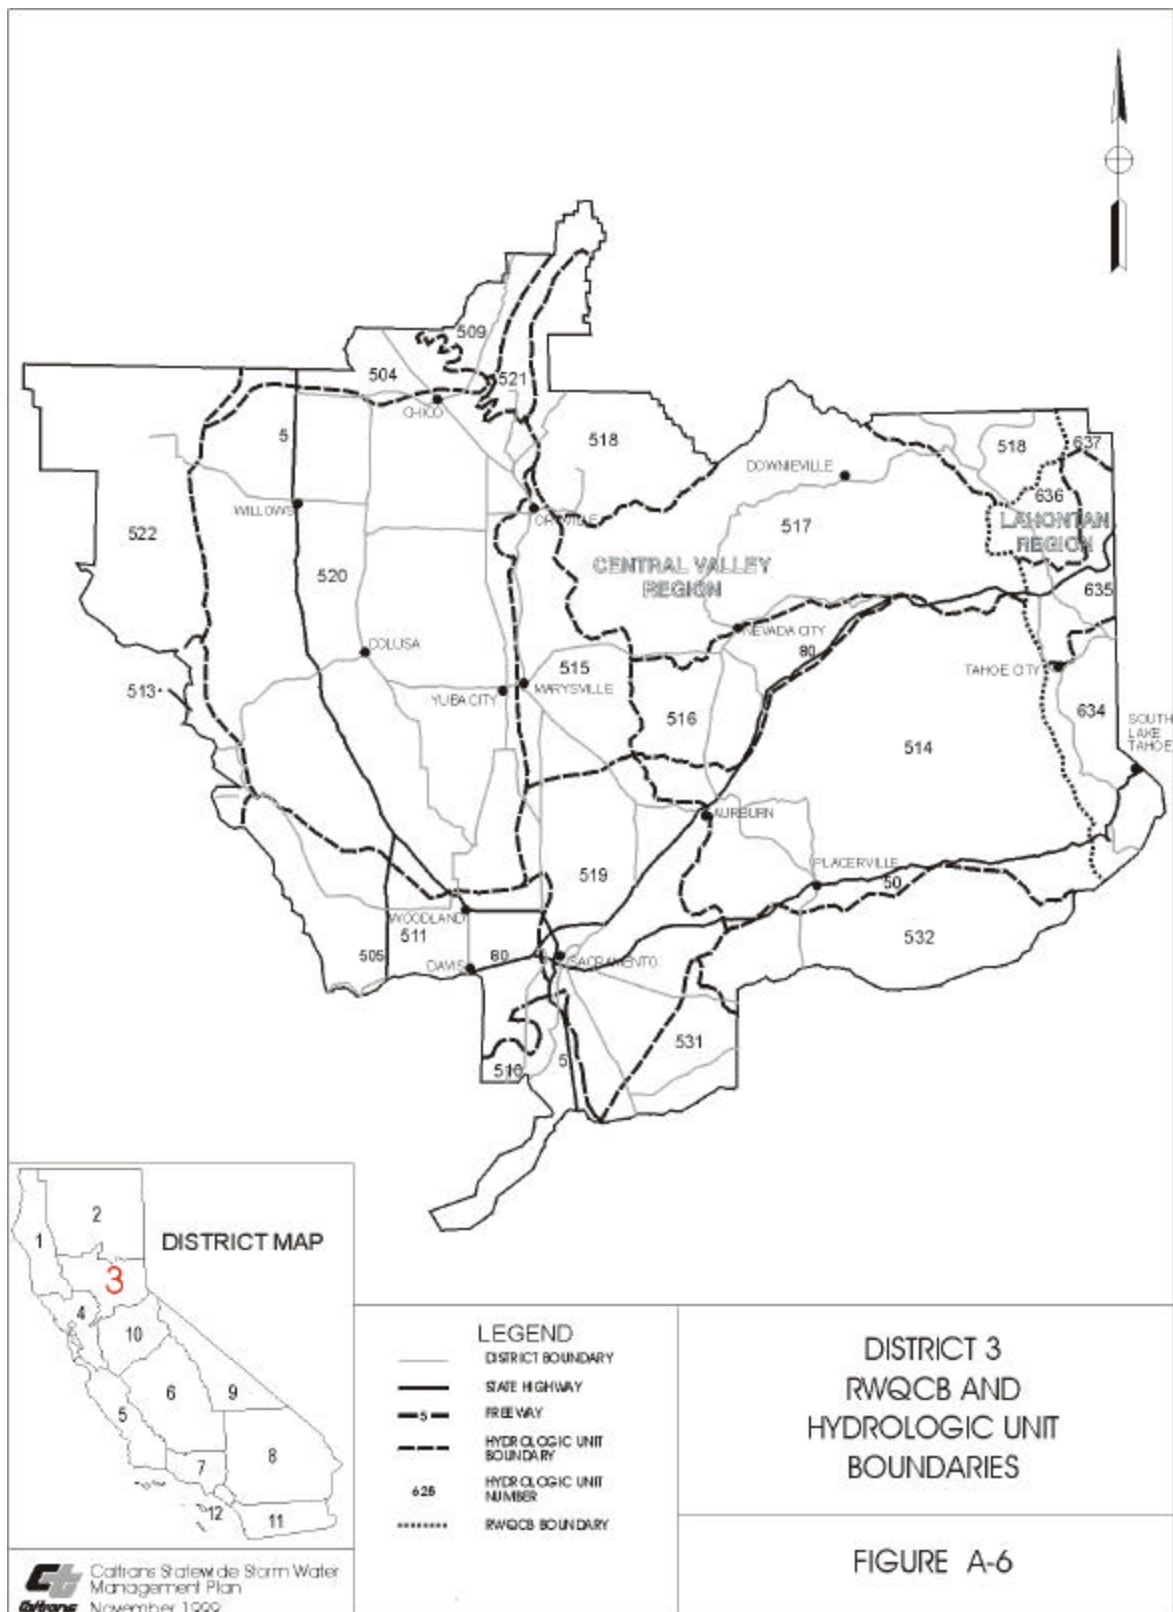 509
504
521
CHICO
5
518
DOWNIEVILLE
518
637
636
LAHONTAN
REGION
WILLOWS
OROVILLE
517
522
520
CENTRAL VALLEY
REGION
635
NEVADA CITY
80
COLUSA
515
TAHOE CITY
513
YUBA CITY
MARYSVILLE
516
634
514
SOUTH
LAKE
TAHOE
AURBURN
PLACERVILLE
50
519
WOODLAND
511
532
505
DAVIS
80
SACRAMENTO
531
510
5
DISTRICT MAP
1
2
3
4
10
6
9
5
8
7
12
11
LEGEND
DISTRICT BOUNDARY
STATE HIGHWAY
5 FREEWAY
HYDROLOGIC UNIT
BOUNDARY
625 HYDROLOGIC UNIT
NUMBER
RWQCB BOUNDARY
DISTRICT 3
RWQCB AND
HYDROLOGIC UNIT
BOUNDARIES
FIGURE A-6
Caltrans Statewide Storm Water
Management Plan
November 1999
Caltrans